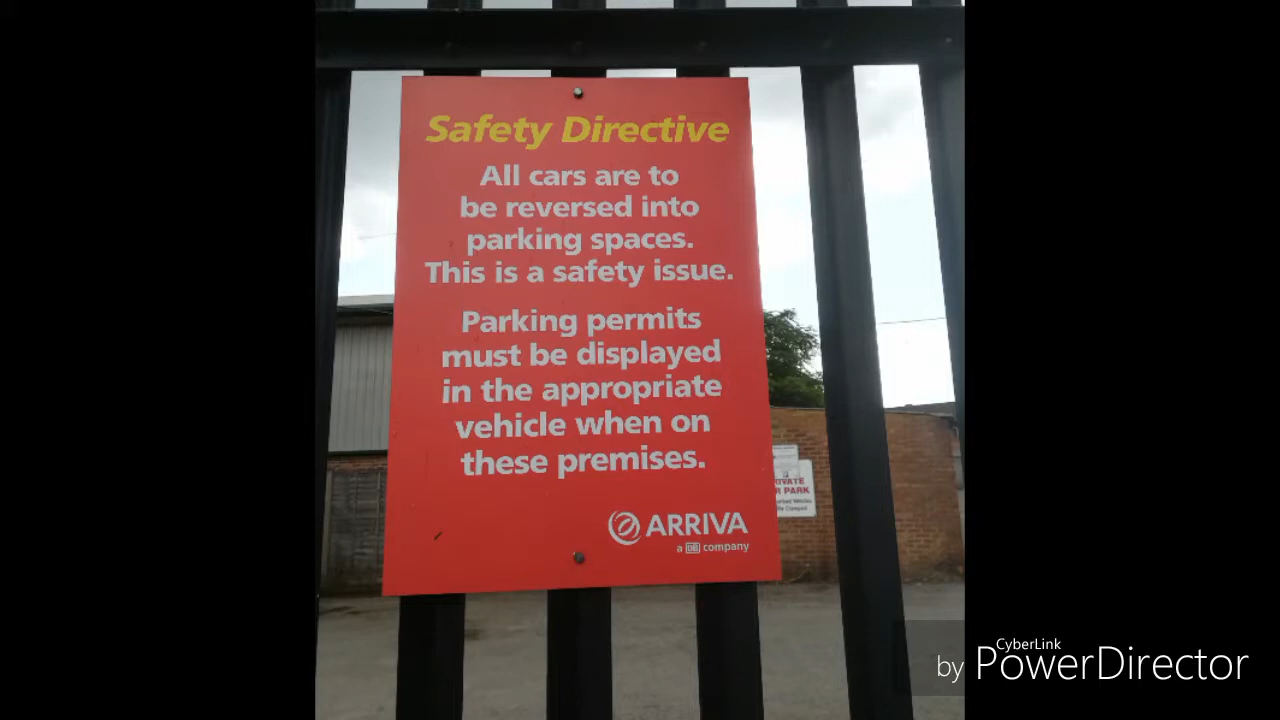 Safety Directive
All cars are to
be reversed into
parking spaces.
This is a safety issue.
Parking permits
must be displayed
in the appropriate
vehicle when on
these premises.
ARRIVA
a DB company
PARK
CyberLink
by PowerDirector